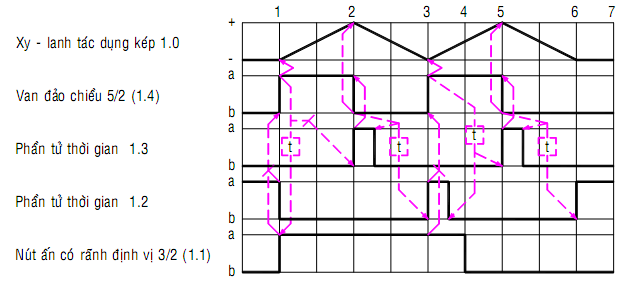 1 2 3 4 5 6 7
+
Xy - lanh tác dụng kép 1.0
-
a
Van đảo chiều 5/2 (1.4)
b
a
Phần tử thời gian 1.3
t t t t
b
a
Phần tử thời gian 1.2
b
a
Nút ấn có rãnh định vị 3/2 (1.1)
b